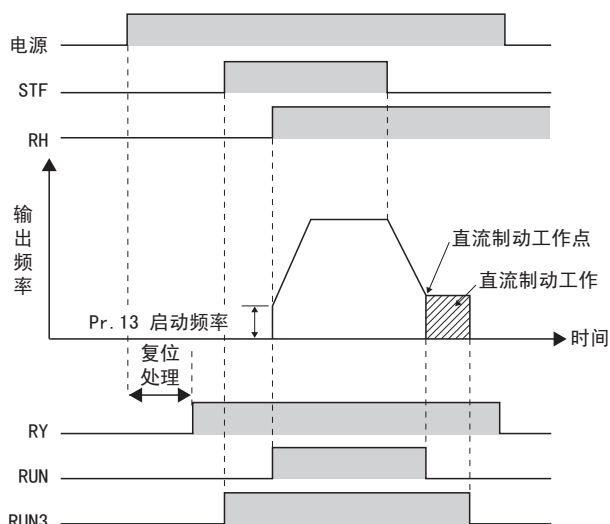 电源
STF
RH
输出频率
直流制动工作点
直流制动工作
Pr.13 启动频率
时间
复位
处理
RY
RUN
RUN3